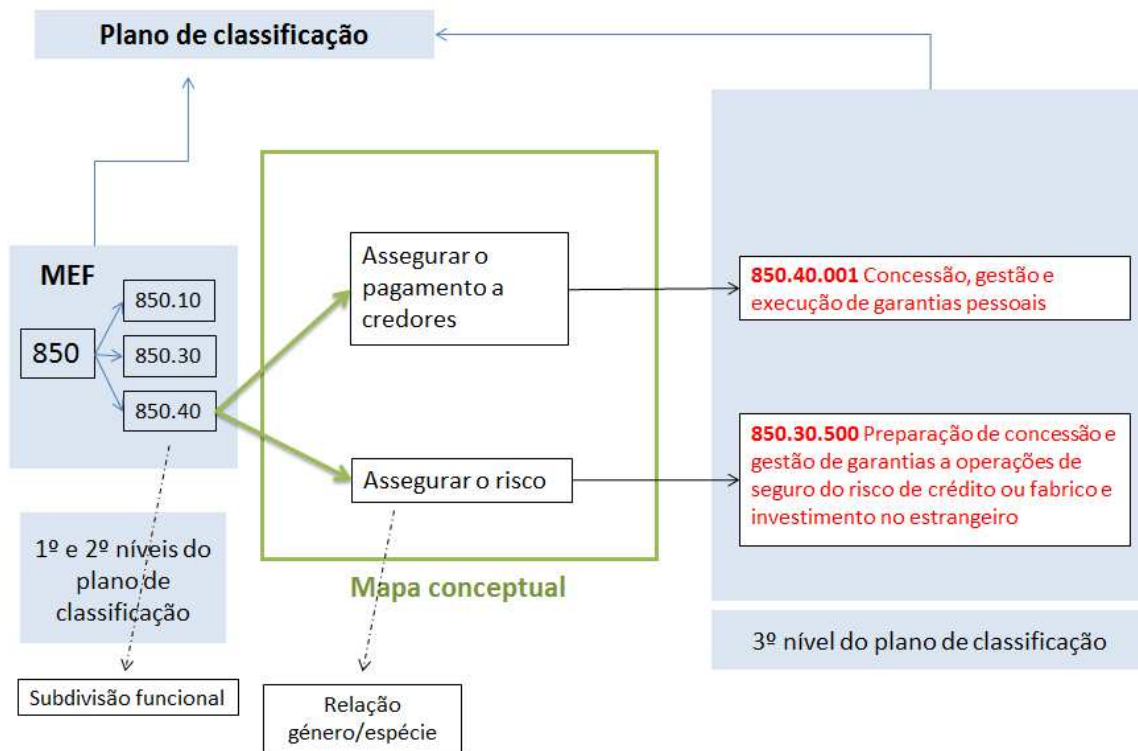 Plano de classificação
MEF
850
850.10
850.30
850.40
1º e 2º níveis do
plano de
classificação
Subdivisão funcional
Assegurar o
pagamento a
credores
Assegurar o risco
Mapa conceptual
Relação
género/espécie
850.40.001 Concessão, gestão e
execução de garantias pessoais
850.30.500 Preparação de concessão e
gestão de garantias a operações de
seguro do risco de crédito ou fabrico e
investimento no estrangeiro
3º nível do plano de classificação